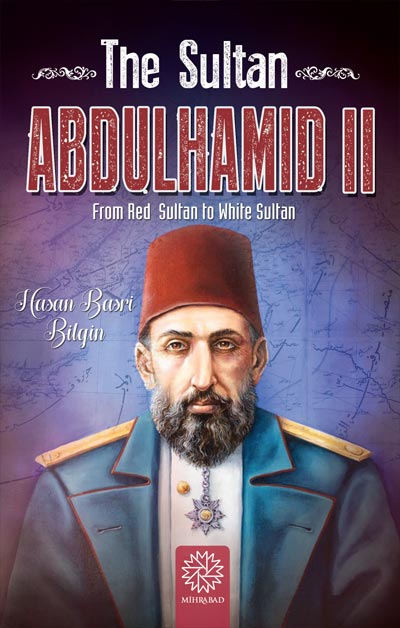 The Sultan
ABDULHAMID II
From Red Sultan to White Sultan
Hasan Basri
Bilgin
MİHRABAD